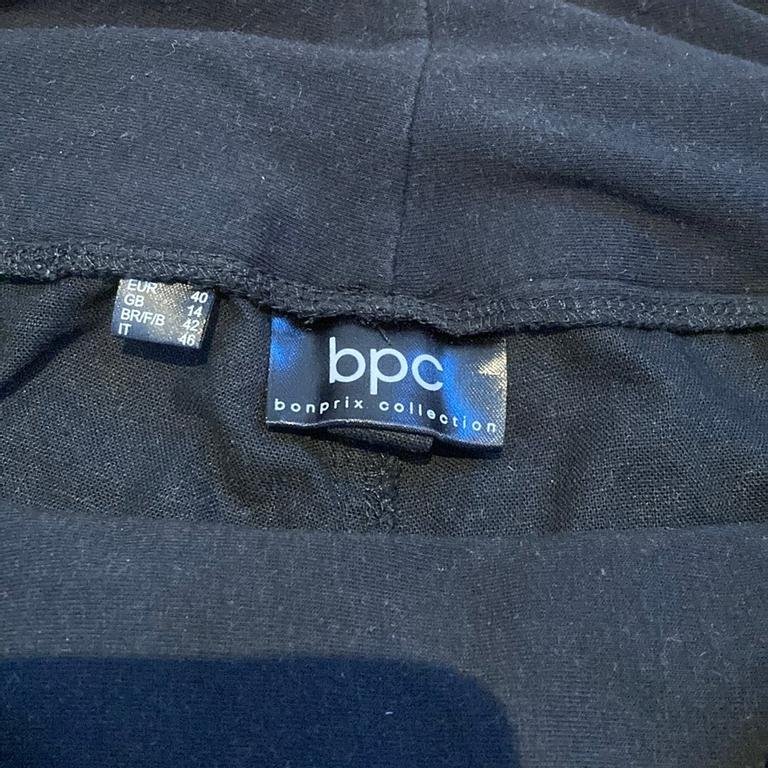 EUR 40
GB 14
BR/F/B 42
IT 46
bpc
bonprix collection